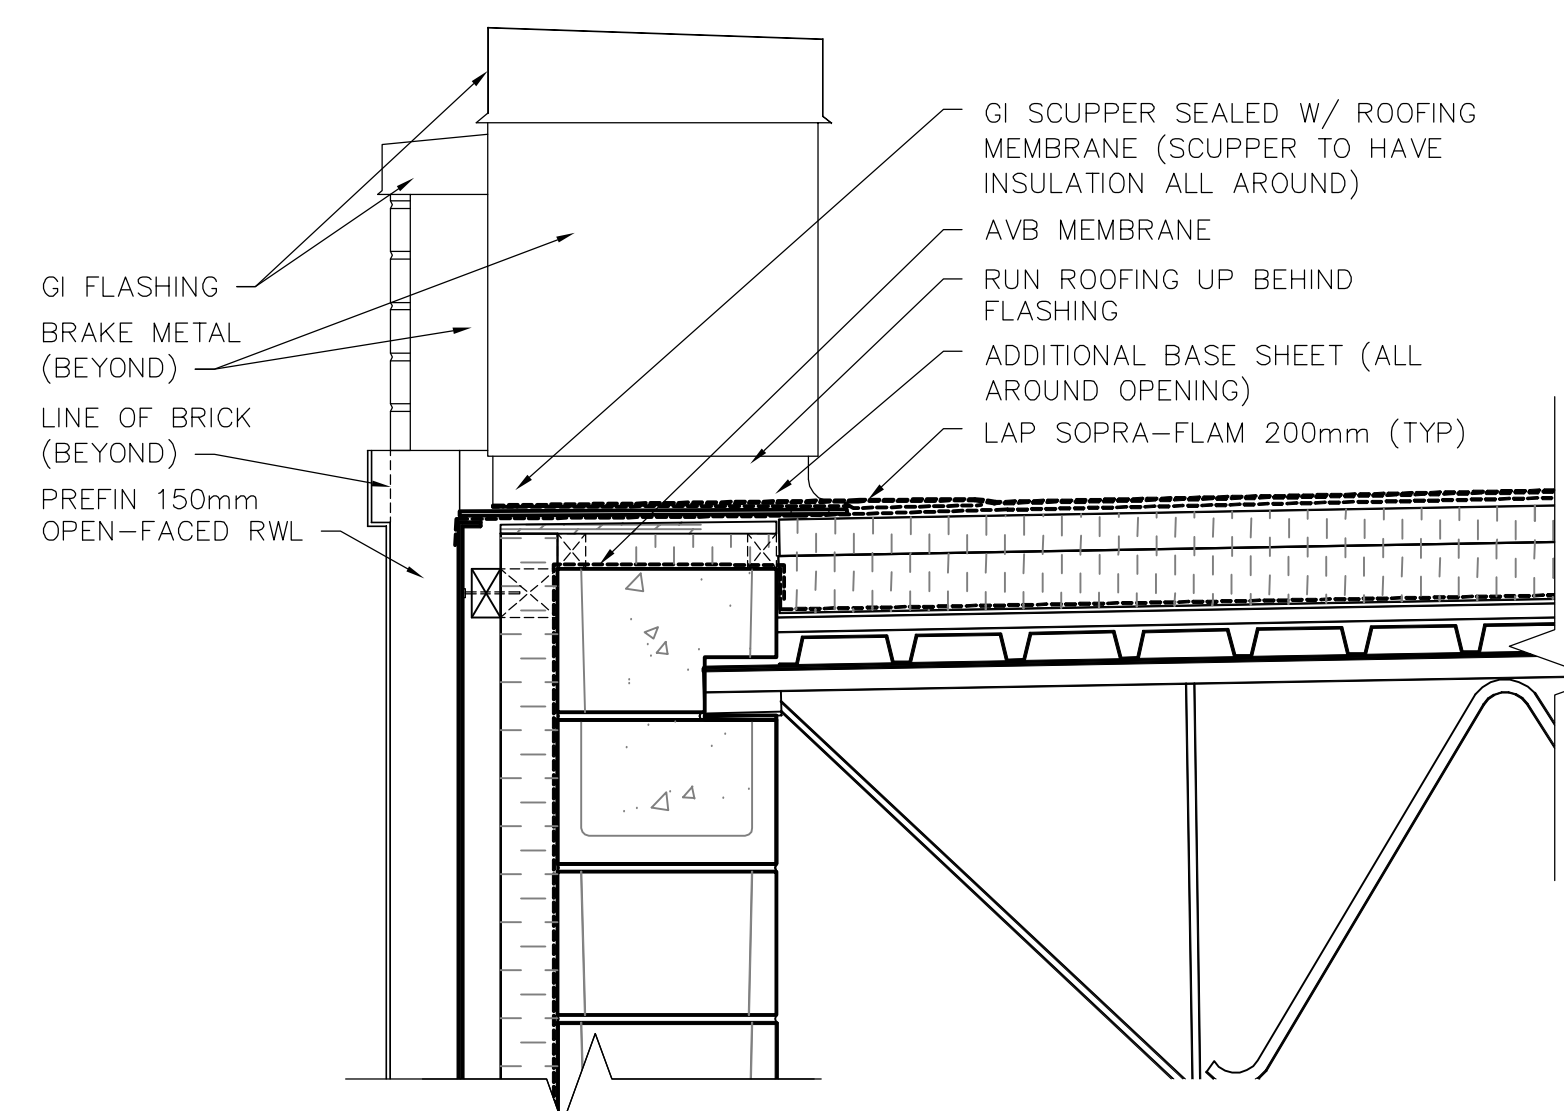 GI FLASHING
BRAKE METAL
(BEYOND)
LINE OF BRICK
(BEYOND)
PREFIN 150mm
OPEN-FACED RWL
GI SCUPPER SEALED W/ ROOFING
MEMBRANE (SCUPPER TO HAVE
INSULATION ALL AROUND)
AVB MEMBRANE
RUN ROOFING UP BEHIND
FLASHING
ADDITIONAL BASE SHEET (ALL
AROUND OPENING)
LAP SOPRA-FLAM 200mm (TYP)